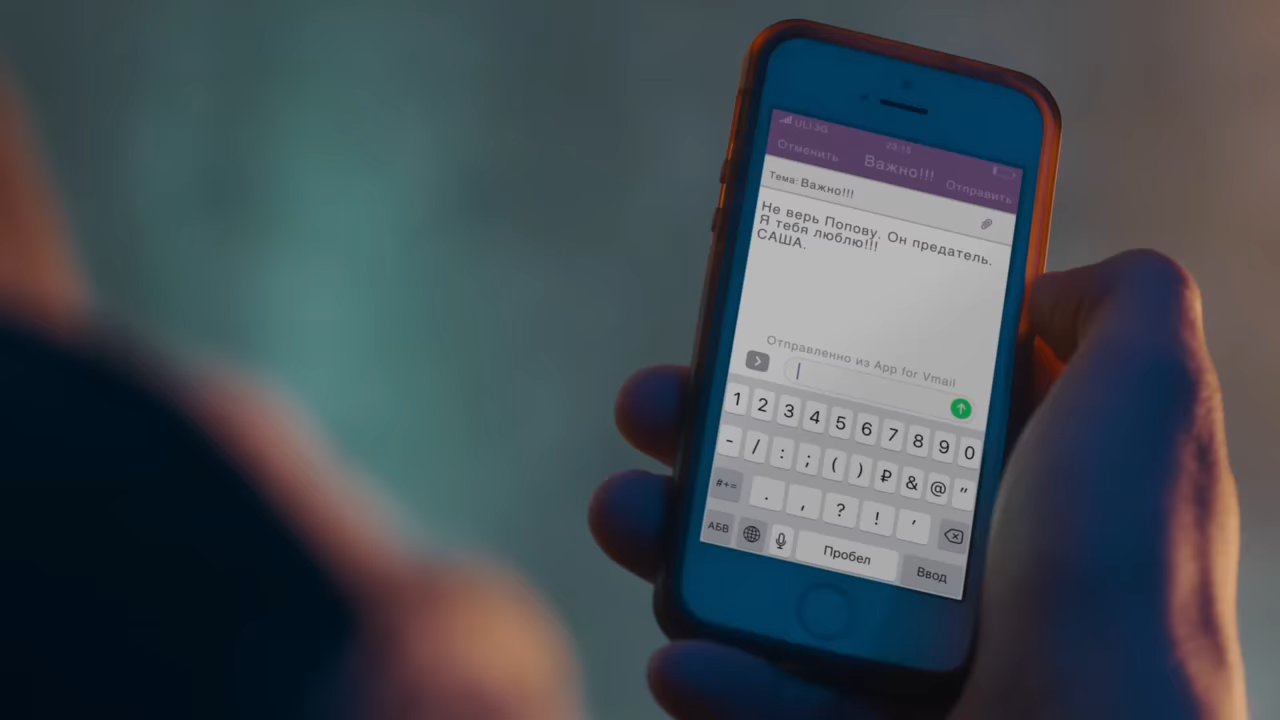 ULI 3G
23:15
Отменить Важно!!! Отправить
Тема: Важно!!!
Не верь Попову. Он предатель.
Я тебя люблю!!!
САША.
Отправленно из App for Vmail
1 2 3 4 5 6 7 8 9 0
- / : ; ( ) ₽ & @ "
#+= . , ? ! ’
АБВ Пробел Ввод